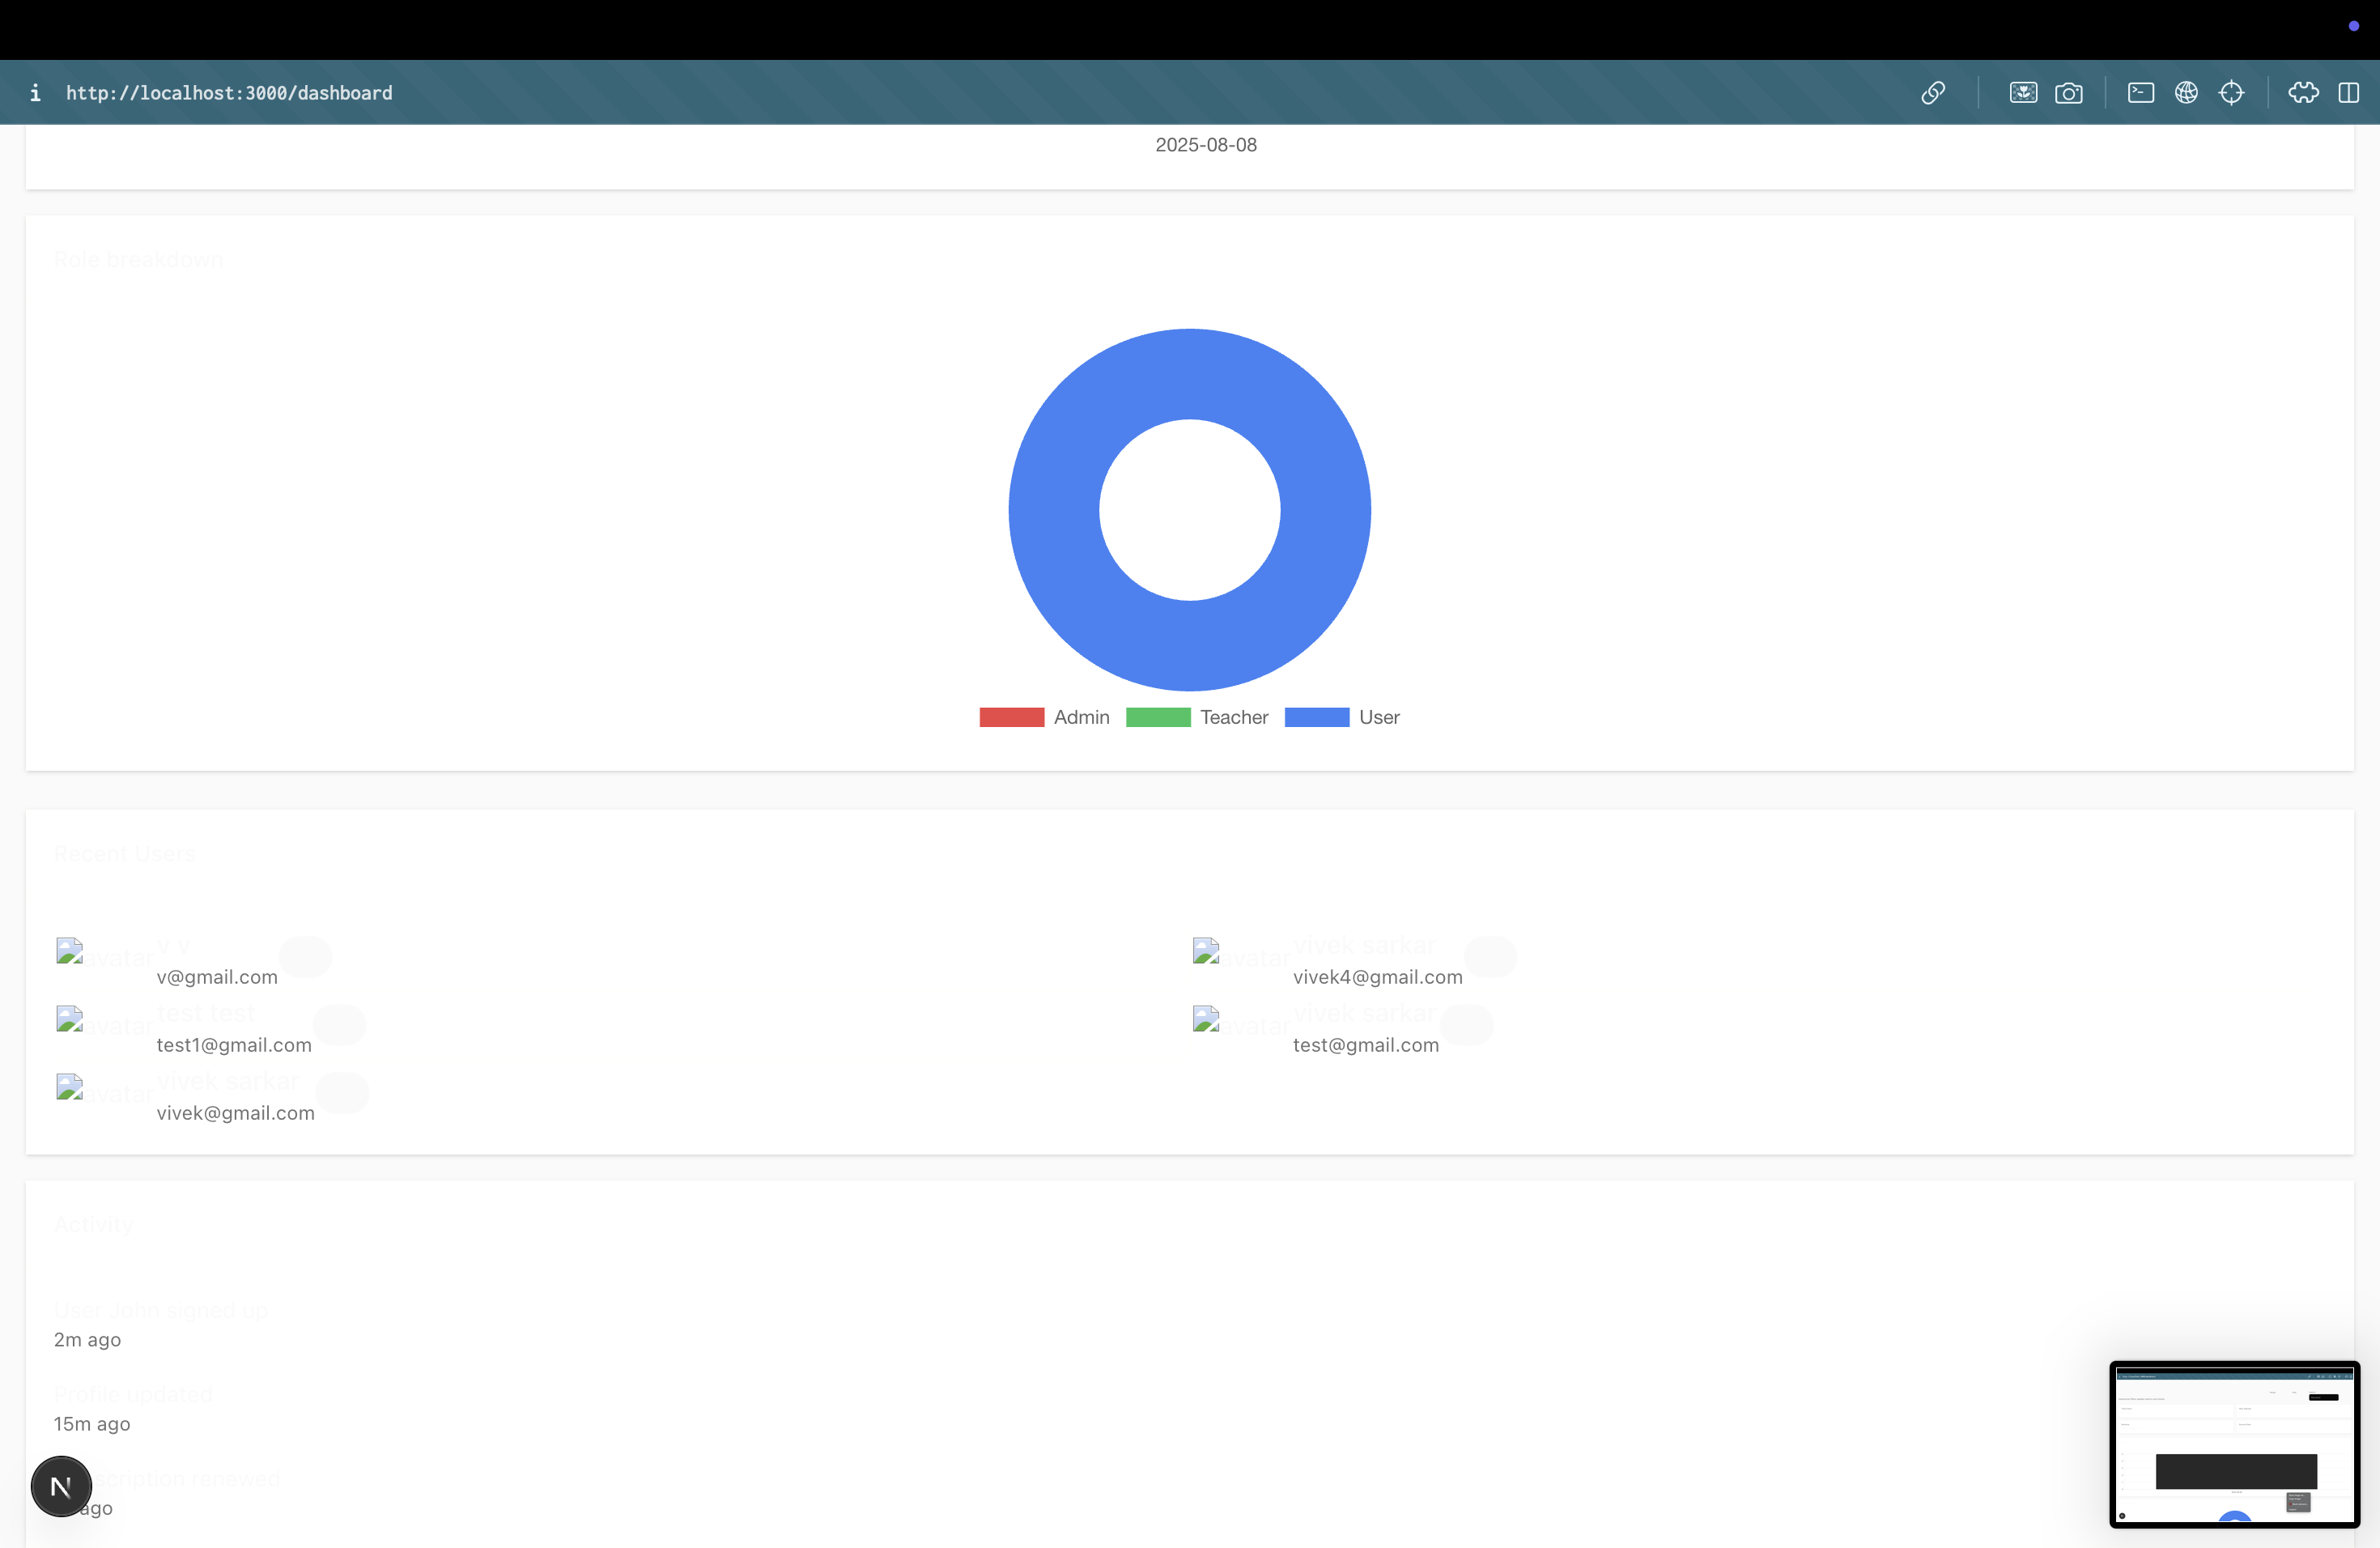 i http://localhost:3000/dashboard
2025-08-08
Role breakdown
Admin Teacher User
Recent Users
avatar v v
v@gmail.com
avatar vivek sarkar
vivek4@gmail.com
avatar test test
test1@gmail.com
avatar vivek sarkar
test@gmail.com
avatar vivek sarkar
vivek@gmail.com
Activity
User John signed up
2m ago
Profile updated
15m ago
scription renewed
ago
N